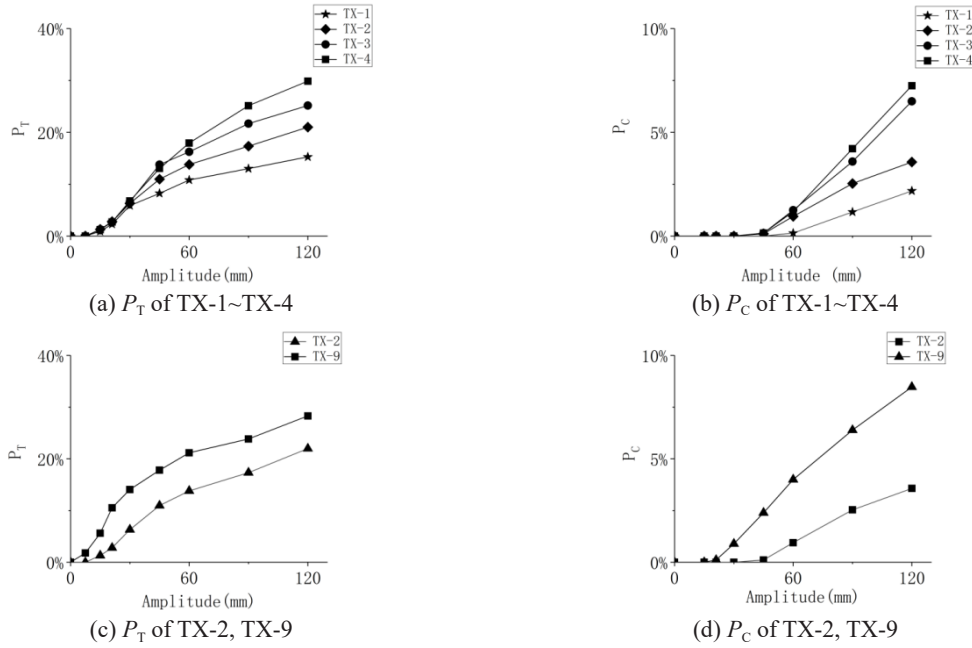 TX-1
TX-2
TX-3
TX-4
40%
20%
0%
P_T
0 60 120
Amplitude(mm)
(a) P_T of TX-1~TX-4
TX-1
TX-2
TX-3
TX-4
10%
5%
0%
P_C
0 60 120
Amplitude (mm)
(b) P_C of TX-1~TX-4
TX-2
TX-9
40%
20%
0%
P_T
0 60 120
Amplitude(mm)
(c) P_T of TX-2, TX-9
TX-2
TX-9
10%
5%
0%
P_C
0 60 120
Amplitude(mm)
(d) P_C of TX-2, TX-9